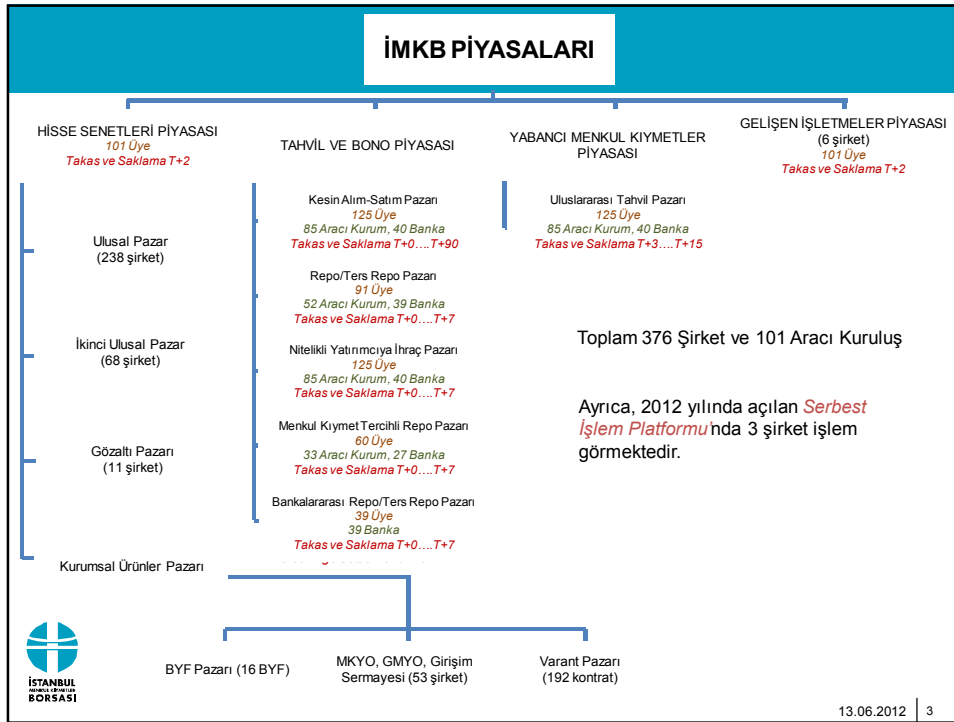 İMKB PİYASALARI
HİSSE SENETLERİ PİYASASI
101 Üye
Takas ve Saklama T+2
Ulusal Pazar
(238 şirket)
İkinci Ulusal Pazar
(68 şirket)
Gözaltı Pazarı
(11 şirket)
Kurumsal Ürünler Pazarı
TAHVİL VE BONO PİYASASI
Kesin Alım-Satım Pazarı
125 Üye
85 Aracı Kurum, 40 Banka
Takas ve Saklama T+0….T+90
Repo/Ters Repo Pazarı
91 Üye
52 Aracı Kurum, 39 Banka
Takas ve Saklama T+0….T+7
Nitelikli Yatırımcıya İhraç Pazarı
125 Üye
85 Aracı Kurum, 40 Banka
Takas ve Saklama T+0….T+7
Menkul Kıymet Tercihli Repo Pazarı
60 Üye
33 Aracı Kurum, 27 Banka
Takas ve Saklama T+0….T+7
Bankalararası Repo/Ters Repo Pazarı
39 Üye
39 Banka
Takas ve Saklama T+0….T+7
YABANCI MENKUL KIYMETLER
PİYASASI
Uluslararası Tahvil Pazarı
125 Üye
85 Aracı Kurum, 40 Banka
Takas ve Saklama T+3….T+15
GELİŞEN İŞLETMELER PİYASASI
(6 şirket)
101 Üye
Takas ve Saklama T+2
Toplam 376 Şirket ve 101 Aracı Kuruluş
Ayrıca, 2012 yılında açılan Serbest
İşlem Platformu'nda 3 şirket işlem
görmektedir.
BYF Pazarı (16 BYF)
MKYO, GMYO, Girişim
Sermayesi (53 şirket)
Varant Pazarı
(192 kontrat)
İSTANBUL
MENKUL KIYMETLER
BORSASI
13.06.2012
3